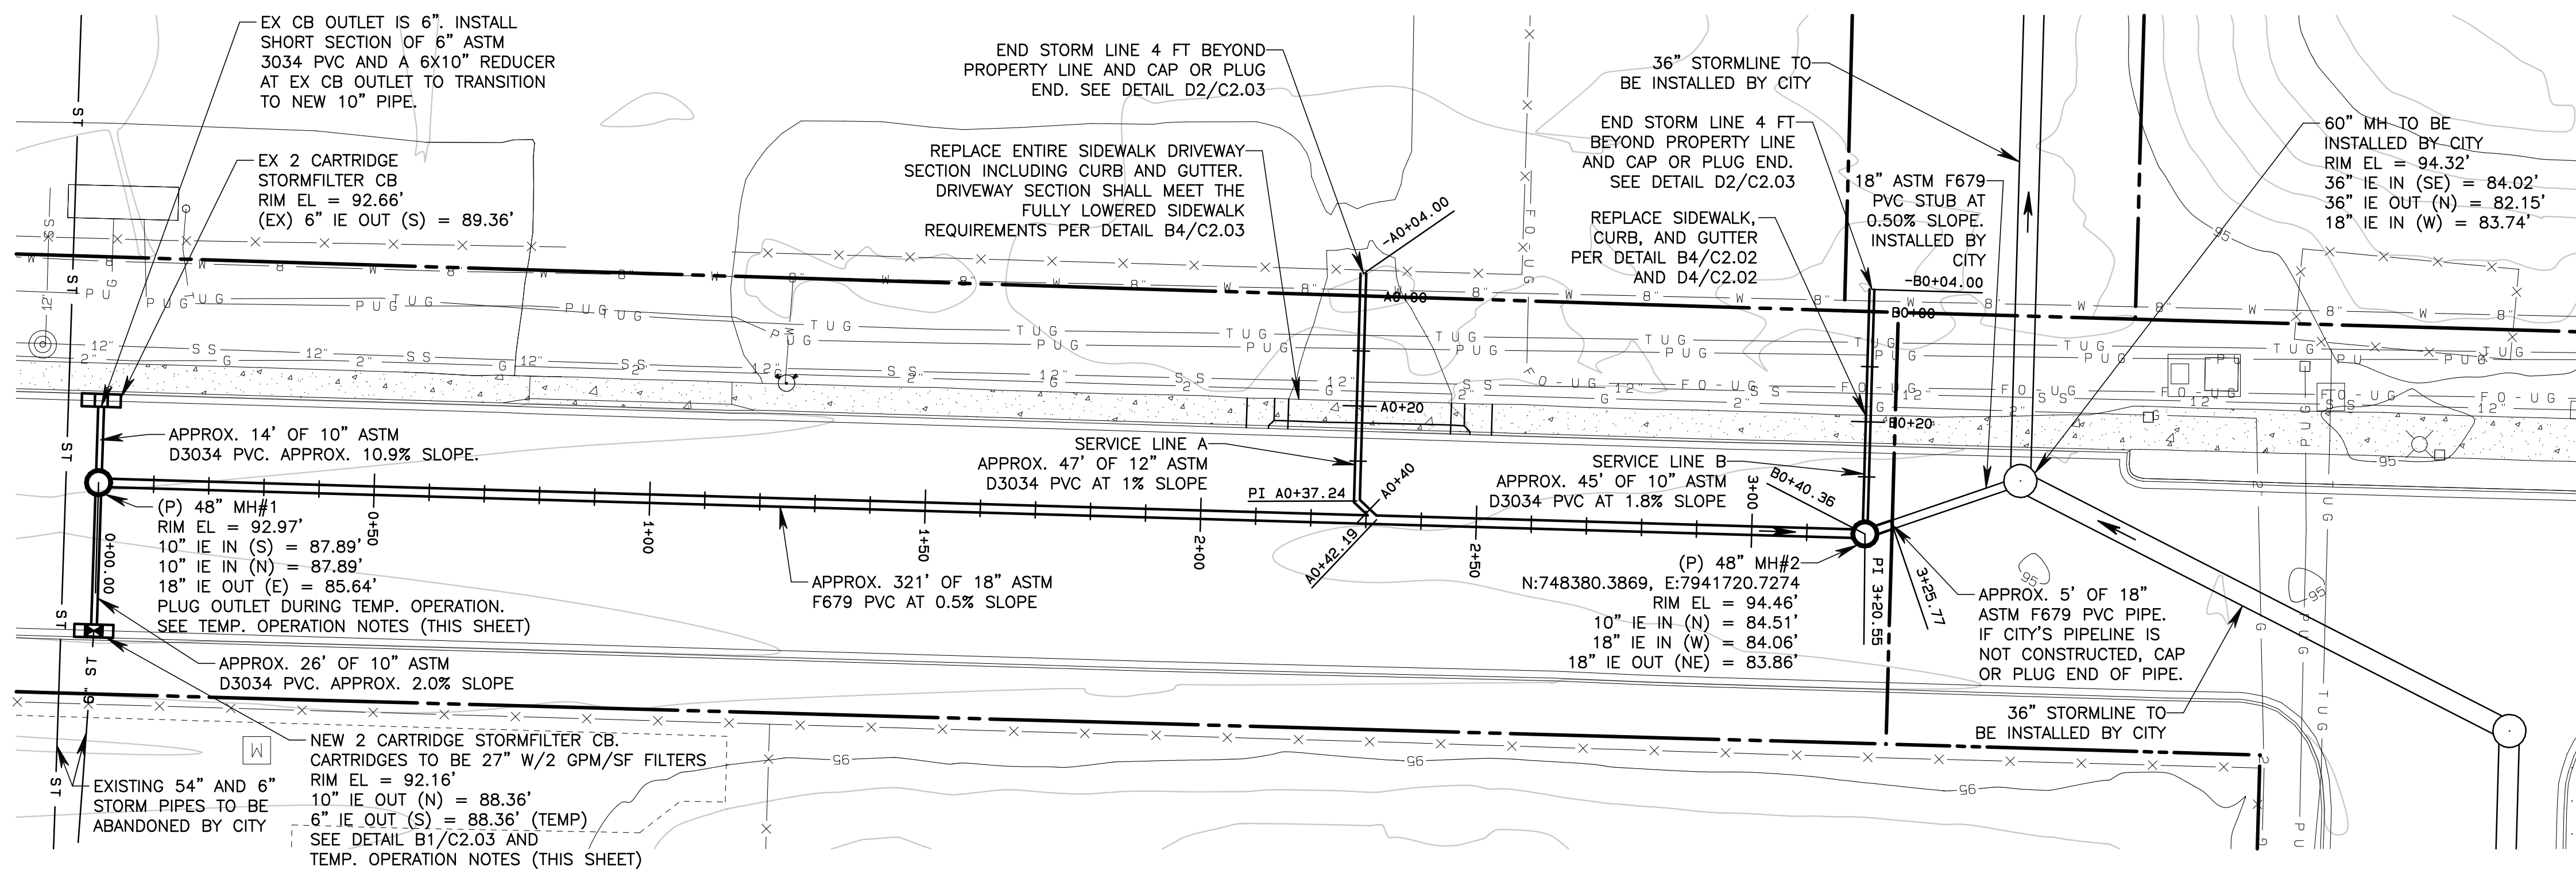 EX CB OUTLET IS 6". INSTALL
SHORT SECTION OF 6" ASTM
3034 PVC AND A 6X10" REDUCER
AT EX CB OUTLET TO TRANSITION
TO NEW 10" PIPE.
EX 2 CARTRIDGE
STORMFILTER CB
RIM EL = 92.66'
(EX) 6" IE OUT (S) = 89.36'
END STORM LINE 4 FT BEYOND
PROPERTY LINE AND CAP OR PLUG
END. SEE DETAIL D2/C2.03
REPLACE ENTIRE SIDEWALK DRIVEWAY
SECTION INCLUDING CURB AND GUTTER.
DRIVEWAY SECTION SHALL MEET THE
FULLY LOWERED SIDEWALK
REQUIREMENTS PER DETAIL B4/C2.03
36" STORMLINE TO
BE INSTALLED BY CITY
END STORM LINE 4 FT
BEYOND PROPERTY LINE
AND CAP OR PLUG END.
SEE DETAIL D2/C2.03
18" ASTM F679
PVC STUB AT
0.50% SLOPE.
INSTALLED BY
CITY
REPLACE SIDEWALK,
CURB, AND GUTTER
PER DETAIL B4/C2.02
AND D4/C2.02
60" MH TO BE
INSTALLED BY CITY
RIM EL = 94.32'
36" IE IN (SE) = 84.02'
36" IE OUT (N) = 82.15'
18" IE IN (W) = 83.74'
-A0+04.00
A0+00
A0+20
-B0+04.00
B0+00
B0+20
APPROX. 14' OF 10" ASTM
D3034 PVC. APPROX. 10.9% SLOPE.
SERVICE LINE A
APPROX. 47' OF 12" ASTM
D3034 PVC AT 1% SLOPE
PI A0+37.24
A0+40
A0+42.19
SERVICE LINE B
APPROX. 45' OF 10" ASTM
D3034 PVC AT 1.8% SLOPE
B0+40.36
0+00.00
0+50
1+00
1+50
2+00
2+50
3+00
PI 3+20.55
3+25.77
(P) 48" MH#1
RIM EL = 92.97'
10" IE IN (S) = 87.89'
10" IE IN (N) = 87.89'
18" IE OUT (E) = 85.64'
PLUG OUTLET DURING TEMP. OPERATION.
SEE TEMP. OPERATION NOTES (THIS SHEET)
APPROX. 321' OF 18" ASTM
F679 PVC AT 0.5% SLOPE
(P) 48" MH#2
N:748380.3869, E:7941720.7274
RIM EL = 94.46'
10" IE IN (N) = 84.51'
18" IE IN (W) = 84.06'
18" IE OUT (NE) = 83.86'
APPROX. 5' OF 18"
ASTM F679 PVC PIPE.
IF CITY'S PIPELINE IS
NOT CONSTRUCTED, CAP
OR PLUG END OF PIPE.
APPROX. 26' OF 10" ASTM
D3034 PVC. APPROX. 2.0% SLOPE
36" STORMLINE TO
BE INSTALLED BY CITY
NEW 2 CARTRIDGE STORMFILTER CB.
CARTRIDGES TO BE 27" W/2 GPM/SF FILTERS
RIM EL = 92.16'
10" IE OUT (N) = 88.36'
6" IE OUT (S) = 88.36' (TEMP)
SEE DETAIL B1/C2.03 AND
TEMP. OPERATION NOTES (THIS SHEET)
EXISTING 54" AND 6"
STORM PIPES TO BE
ABANDONED BY CITY
95
95
95
95
95
95
95